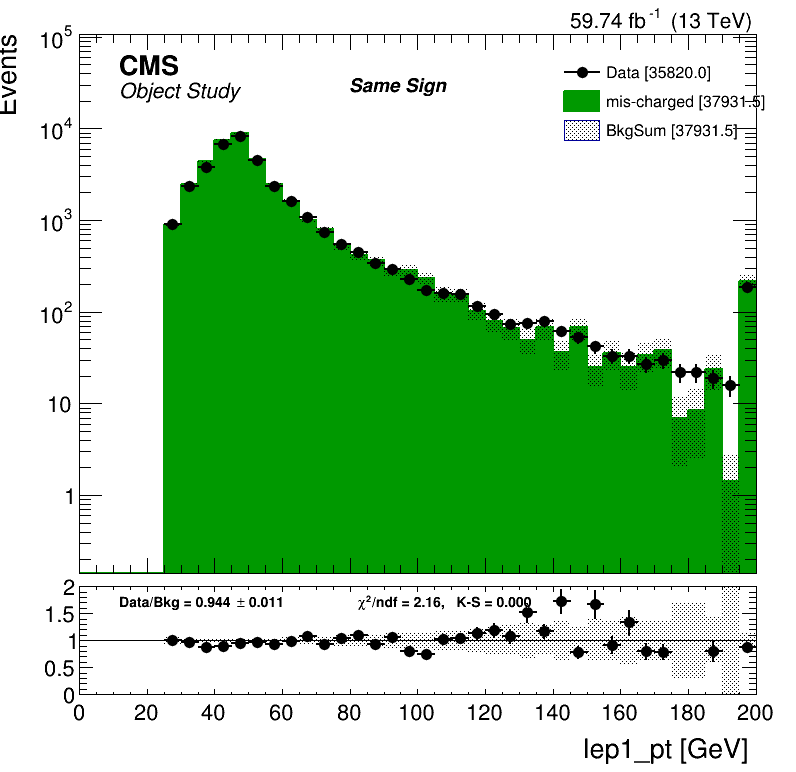 59.74 fb⁻¹ (13 TeV)
Events
CMS
Object Study
Same Sign
Data [35820.0]
mis-charged [37931.5]
BkgSum [37931.5]
10⁵
10⁴
10³
10²
10
1
Data/Bkg = 0.944 ± 0.011
χ²/ndf = 2.16, K-S = 0.000
2
1.5
1
0.5
0
0 20 40 60 80 100 120 140 160 180 200
lep1_pt [GeV]